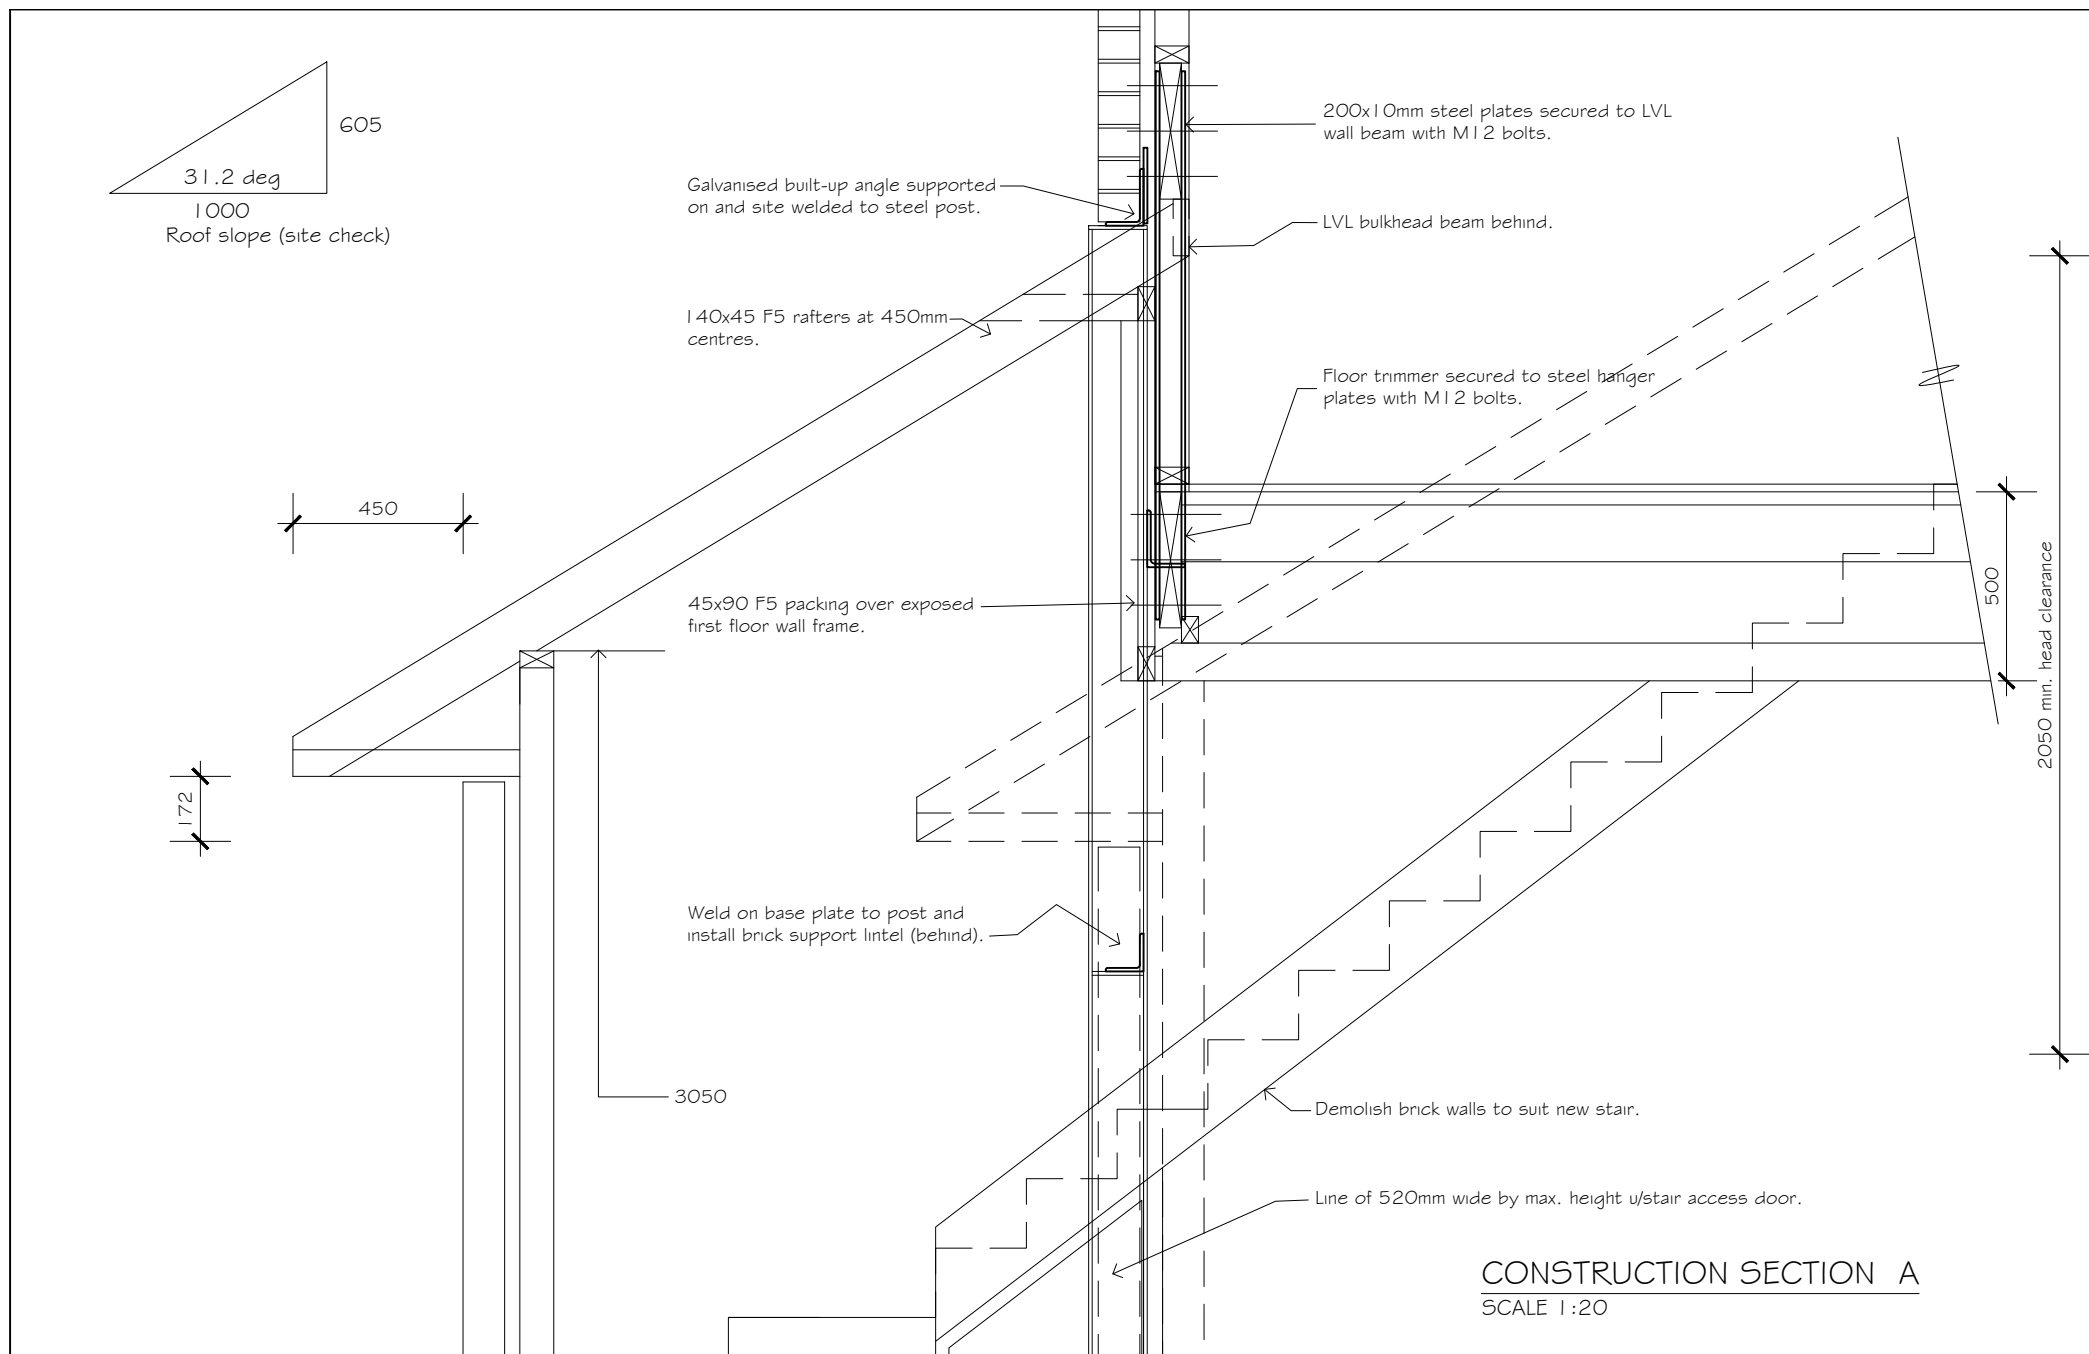 605
31.2 deg
1000
Roof slope (site check)
200x10mm steel plates secured to LVL
wall beam with M12 bolts.
Galvanised built-up angle supported
on and site welded to steel post.
LVL bulkhead beam behind.
140x45 F5 rafters at 450mm
centres.
Floor trimmer secured to steel hanger
plates with M12 bolts.
450
500
2050 min. head clearance
45x90 F5 packing over exposed
first floor wall frame.
172
Weld on base plate to post and
install brick support lintel (behind).
3050
Demolish brick walls to suit new stair.
Line of 520mm wide by max. height u/stair access door.
CONSTRUCTION SECTION A
SCALE 1:20